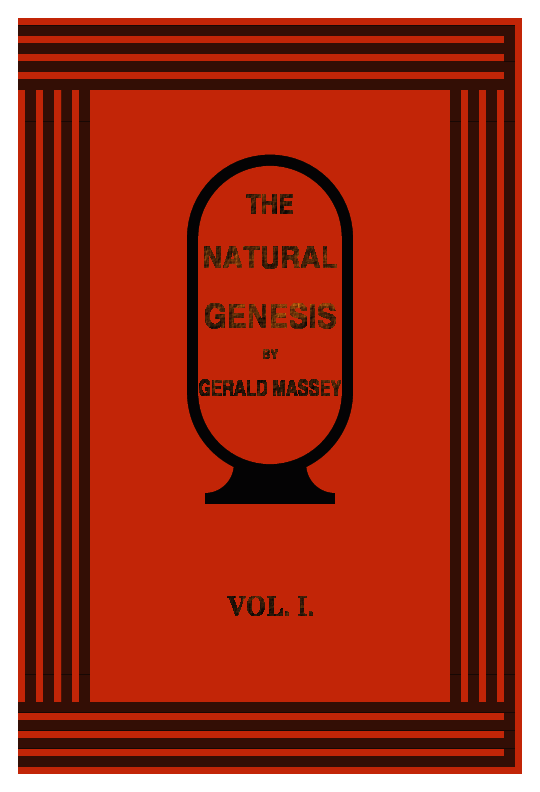 THE
NATURAL
GENESIS
BY
GERALD MASSEY
VOL. I.